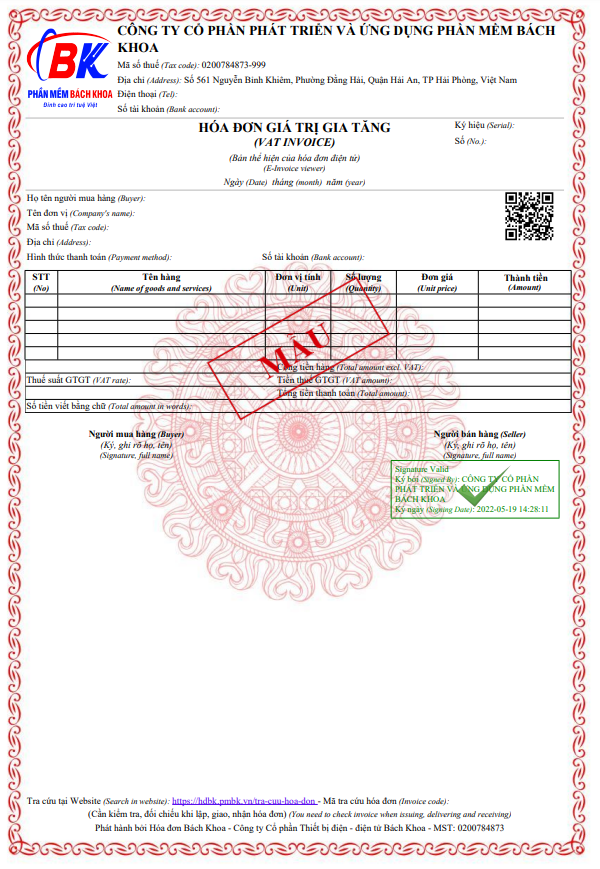 BK
PHẦN MỀM BÁCH KHOA
Đỉnh cao trí tuệ Việt
CÔNG TY CỔ PHẦN PHÁT TRIỂN VÀ ỨNG DỤNG PHẦN MỀM BÁCH
KHOA
Mã số thuế (Tax code): 0200784873-999
Địa chỉ (Address): Số 561 Nguyễn Bỉnh Khiêm, Phường Đằng Hải, Quận Hải An, TP Hải Phòng, Việt Nam
Điện thoại (Tel):
Số tài khoản (Bank account):
HÓA ĐƠN GIÁ TRỊ GIA TĂNG
(VAT INVOICE)
(Bản thể hiện của hóa đơn điện tử)
(E-Invoice viewer)
Ngày (Date) tháng (month) năm (year)
Ký hiệu (Serial):
Số (No.):
Họ tên người mua hàng (Buyer):
Tên đơn vị (Company's name):
Mã số thuế (Tax code):
Địa chỉ (Address):
Hình thức thanh toán (Payment method): Số tài khoản (Bank account):
STT Tên hàng Đơn vị tính Số lượng Đơn giá Thành tiền
(No) (Name of goods and services) (Unit) (Quantity) (Unit price) (Amount)
MẪU
Cộng tiền hàng (Total amount excl. VAT):
Thuế suất GTGT (VAT rate): Tiền thuế GTGT (VAT amount):
Tổng tiền thanh toán (Total amount):
Số tiền viết bằng chữ (Total amount in words):
Người mua hàng (Buyer) Người bán hàng (Seller)
(Ký, ghi rõ họ, tên) (Ký, ghi rõ họ, tên)
(Signature, full name) (Signature, full name)
Signature Valid
Ký bởi (Signed By): CÔNG TY CỔ PHẦN
PHÁT TRIỂN VÀ ỨNG DỤNG PHẦN MỀM
BÁCH KHOA
Ký ngày (Signing Date): 2022-05-19 14:28:11
Tra cứu tại Website (Search in website): https://hdbk.pmbk.vn/tra-cuu-hoa-don - Mã tra cứu hóa đơn (Invoice code):
(Cần kiểm tra, đối chiếu khi lập, giao, nhận hóa đơn) (You need to check invoice when issuing, delivering and receiving)
Phát hành bởi Hóa đơn Bách Khoa - Công ty Cổ phần Thiết bị điện - điện tử Bách Khoa - MST: 0200784873